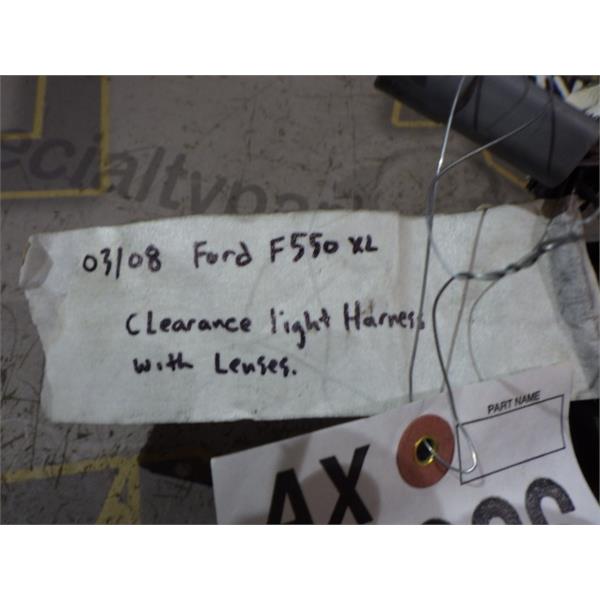 03/08 Ford F550 XL
Clearance light Harness
with Lenses.
PART NAME
AX